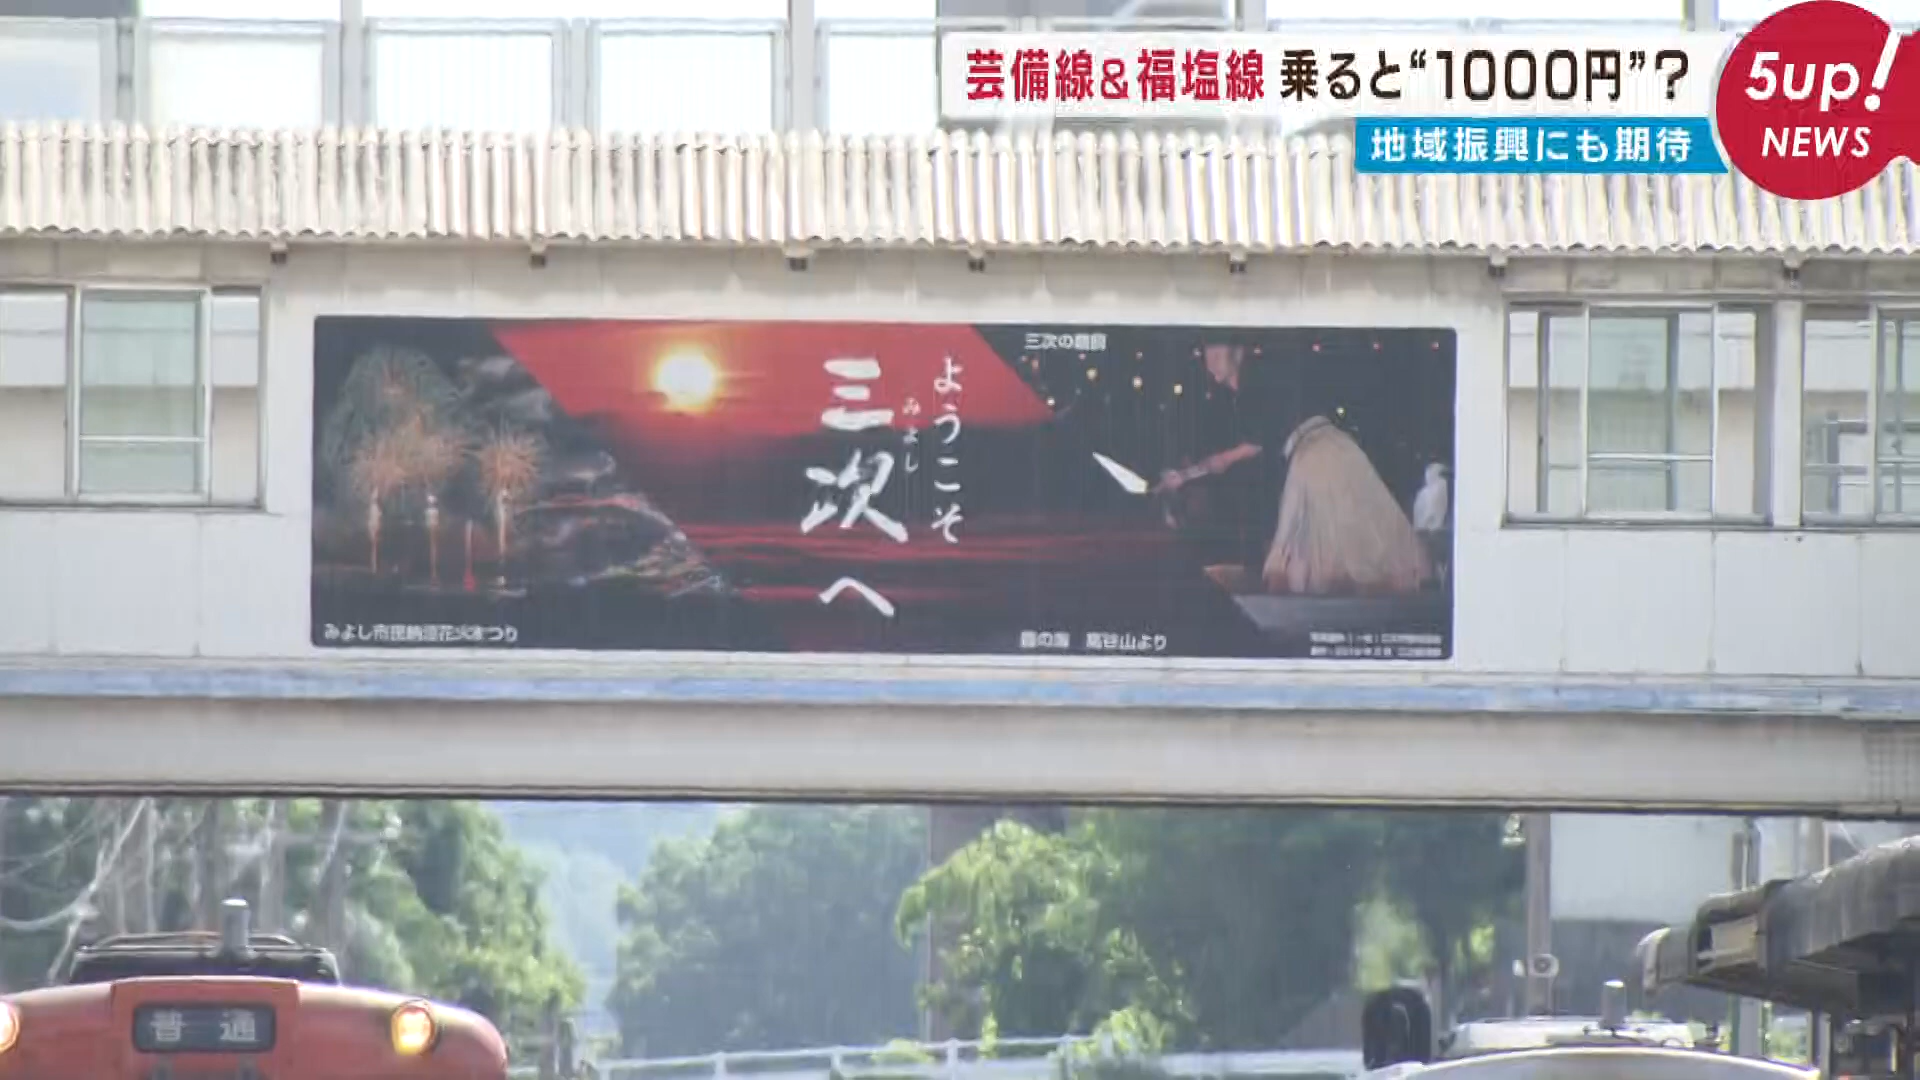 芸備線&福塩線 乗ると“1000円”?
地域振興にも期待
5up!
NEWS
ようこそ
三次へ
みよし
三次の鵜飼
みよし市民納涼花火まつり
霧の海 高谷山より
普通